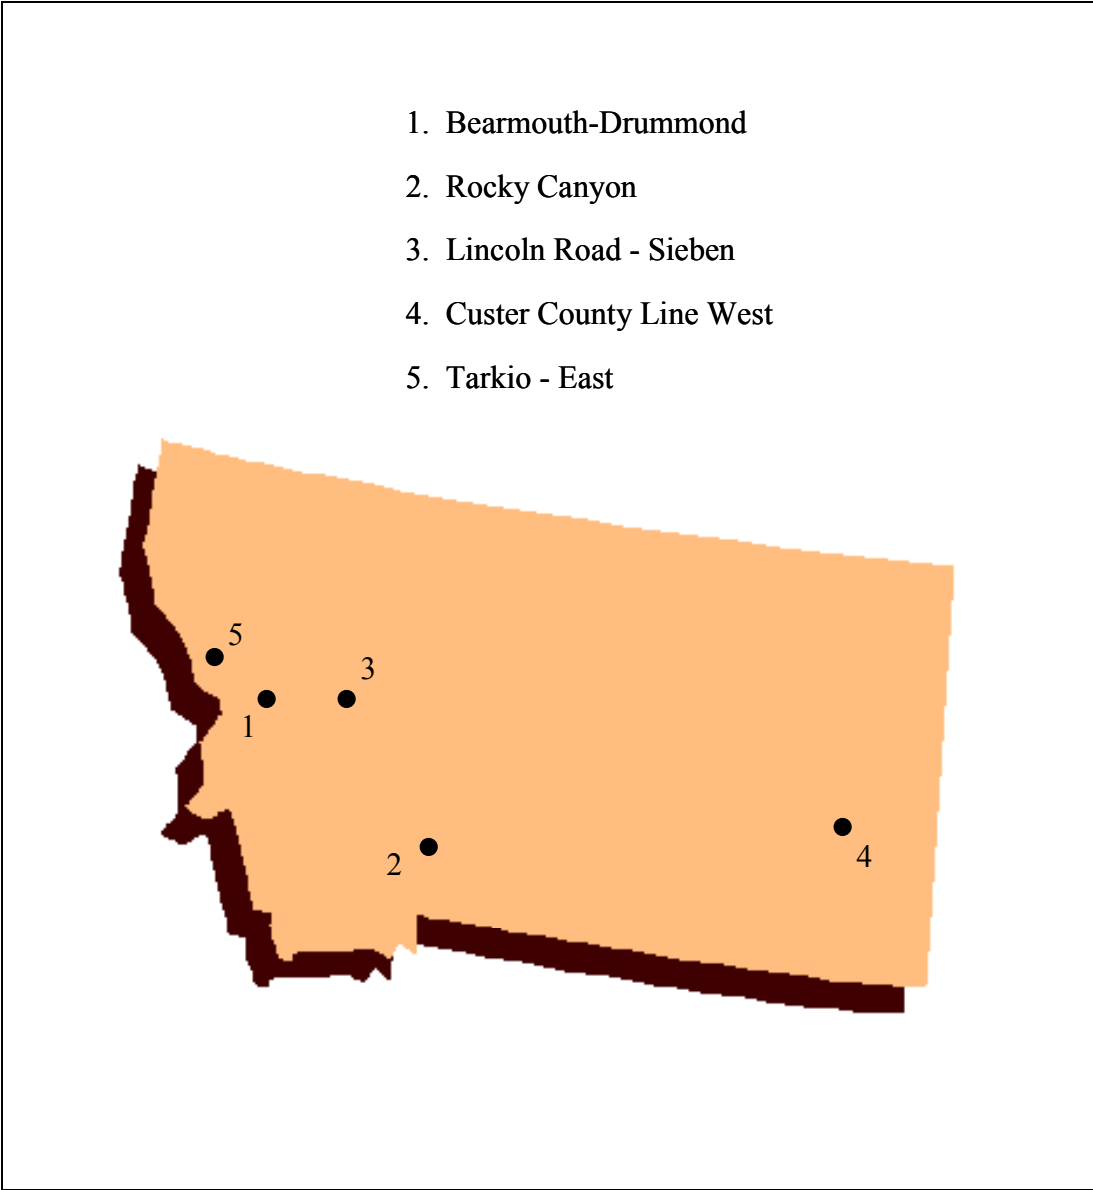 1. Bearmouth-Drummond
2. Rocky Canyon
3. Lincoln Road - Sieben
4. Custer County Line West
5. Tarkio - East
5
3
1
2
4